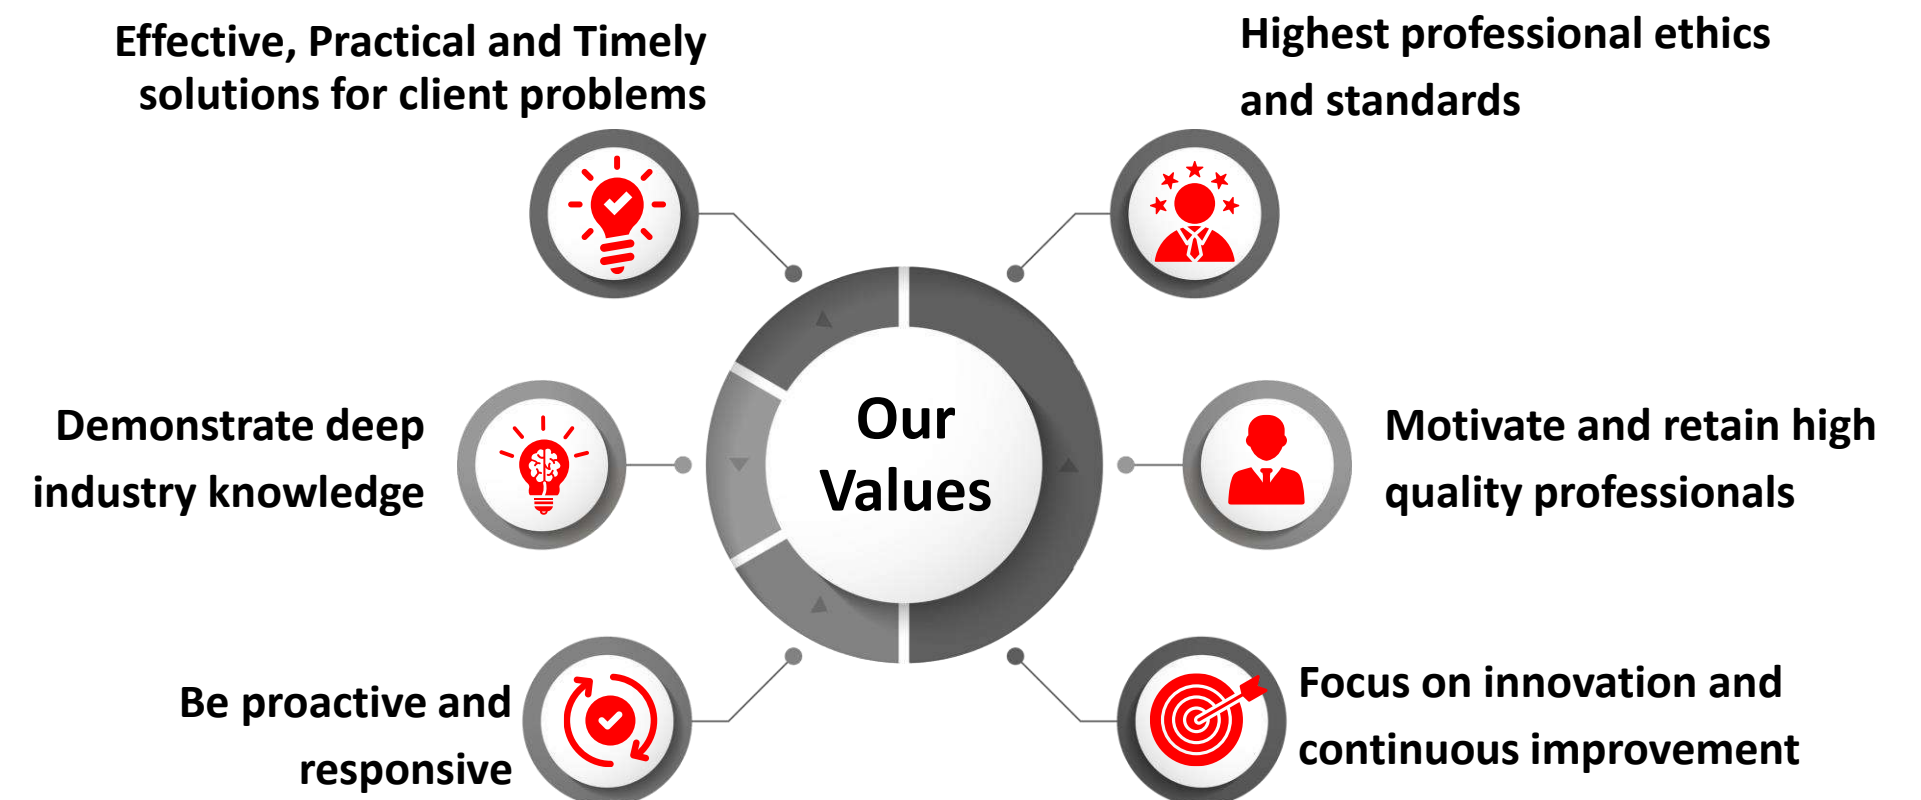 Effective, Practical and Timely
solutions for client problems
Highest professional ethics
and standards
Demonstrate deep
industry knowledge
Our
Values
Motivate and retain high
quality professionals
Be proactive and
responsive
Focus on innovation and
continuous improvement